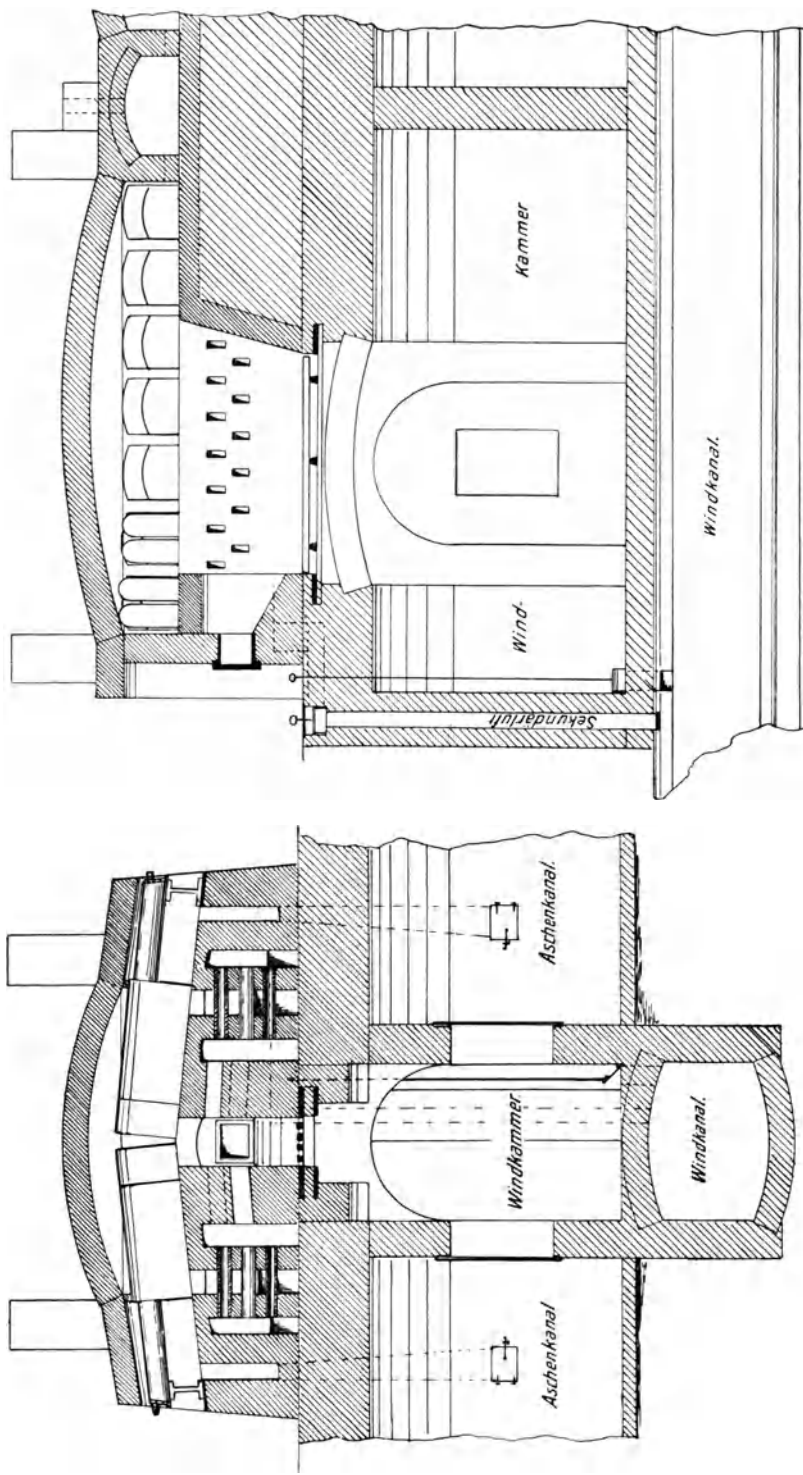 Kammer
Windkanal.
Wind-
Sekundärluft
Aschenkanal.
Windkammer.
Windkanal.
Aschenkanal